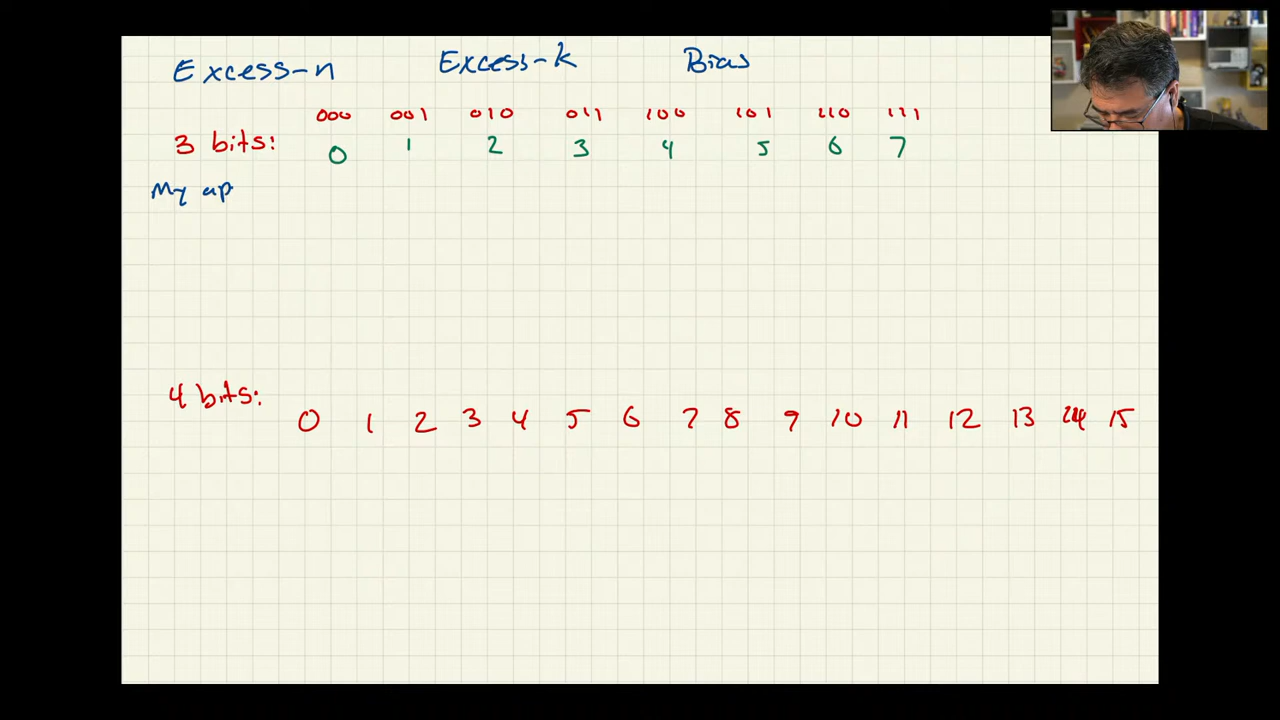 Excess-n Excess-k Bias
000 001 010 011 100 101 110 111
3 bits: 0 1 2 3 4 5 6 7
My ap
4 bits: 0 1 2 3 4 5 6 7 8 9 10 11 12 13 14 15